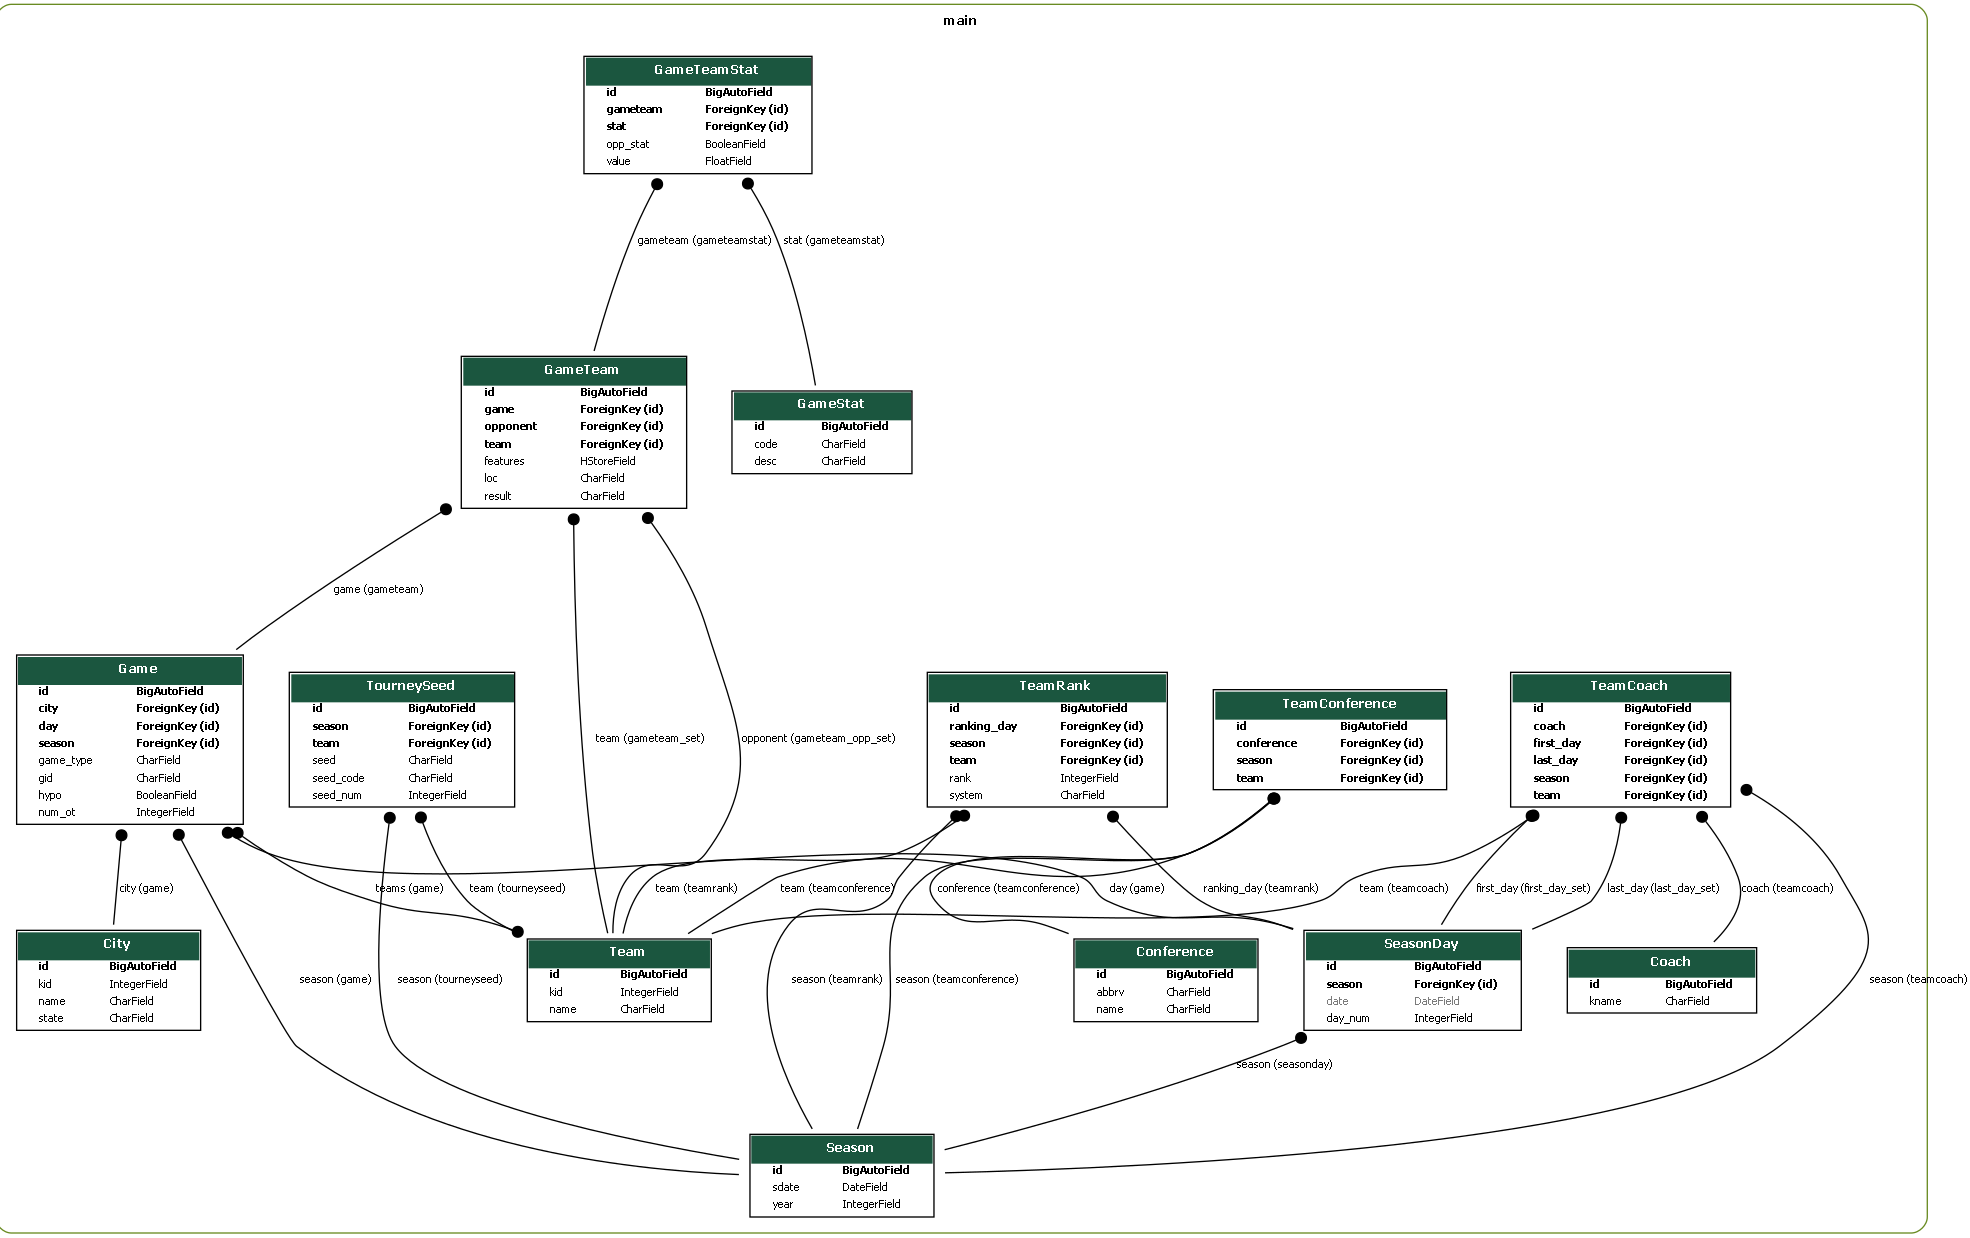 main
GameTeamStat
id BigAutoField
gameteam ForeignKey (id)
stat ForeignKey (id)
opp_stat BooleanField
value FloatField
gameteam (gameteamstat)
stat (gameteamstat)
GameTeam
id BigAutoField
game ForeignKey (id)
opponent ForeignKey (id)
team ForeignKey (id)
features HStoreField
loc CharField
result CharField
GameStat
id BigAutoField
code CharField
desc CharField
game (gameteam)
team (gameteam_set)
opponent (gameteam_opp_set)
Game
id BigAutoField
city ForeignKey (id)
day ForeignKey (id)
season ForeignKey (id)
game_type CharField
gid CharField
hypo BooleanField
num_ot IntegerField
TourneySeed
id BigAutoField
season ForeignKey (id)
team ForeignKey (id)
seed CharField
seed_code CharField
seed_num IntegerField
TeamRank
id BigAutoField
ranking_day ForeignKey (id)
season ForeignKey (id)
team ForeignKey (id)
rank IntegerField
system CharField
TeamConference
id BigAutoField
conference ForeignKey (id)
season ForeignKey (id)
team ForeignKey (id)
TeamCoach
id BigAutoField
coach ForeignKey (id)
first_day ForeignKey (id)
last_day ForeignKey (id)
season ForeignKey (id)
team ForeignKey (id)
city (game)
teams (game)
team (tourneyseed)
team (teamrank)
team (teamconference)
conference (teamconference)
day (game)
ranking_day (teamrank)
team (teamcoach)
first_day (first_day_set)
last_day (last_day_set)
coach (teamcoach)
City
id BigAutoField
kid IntegerField
name CharField
state CharField
season (game)
season (tourneyseed)
Team
id BigAutoField
kid IntegerField
name CharField
season (teamrank)
season (teamconference)
Conference
id BigAutoField
abbrv CharField
name CharField
SeasonDay
id BigAutoField
season ForeignKey (id)
date DateField
day_num IntegerField
Coach
id BigAutoField
kname CharField
season (teamcoach)
season (seasonday)
Season
id BigAutoField
sdate DateField
year IntegerField